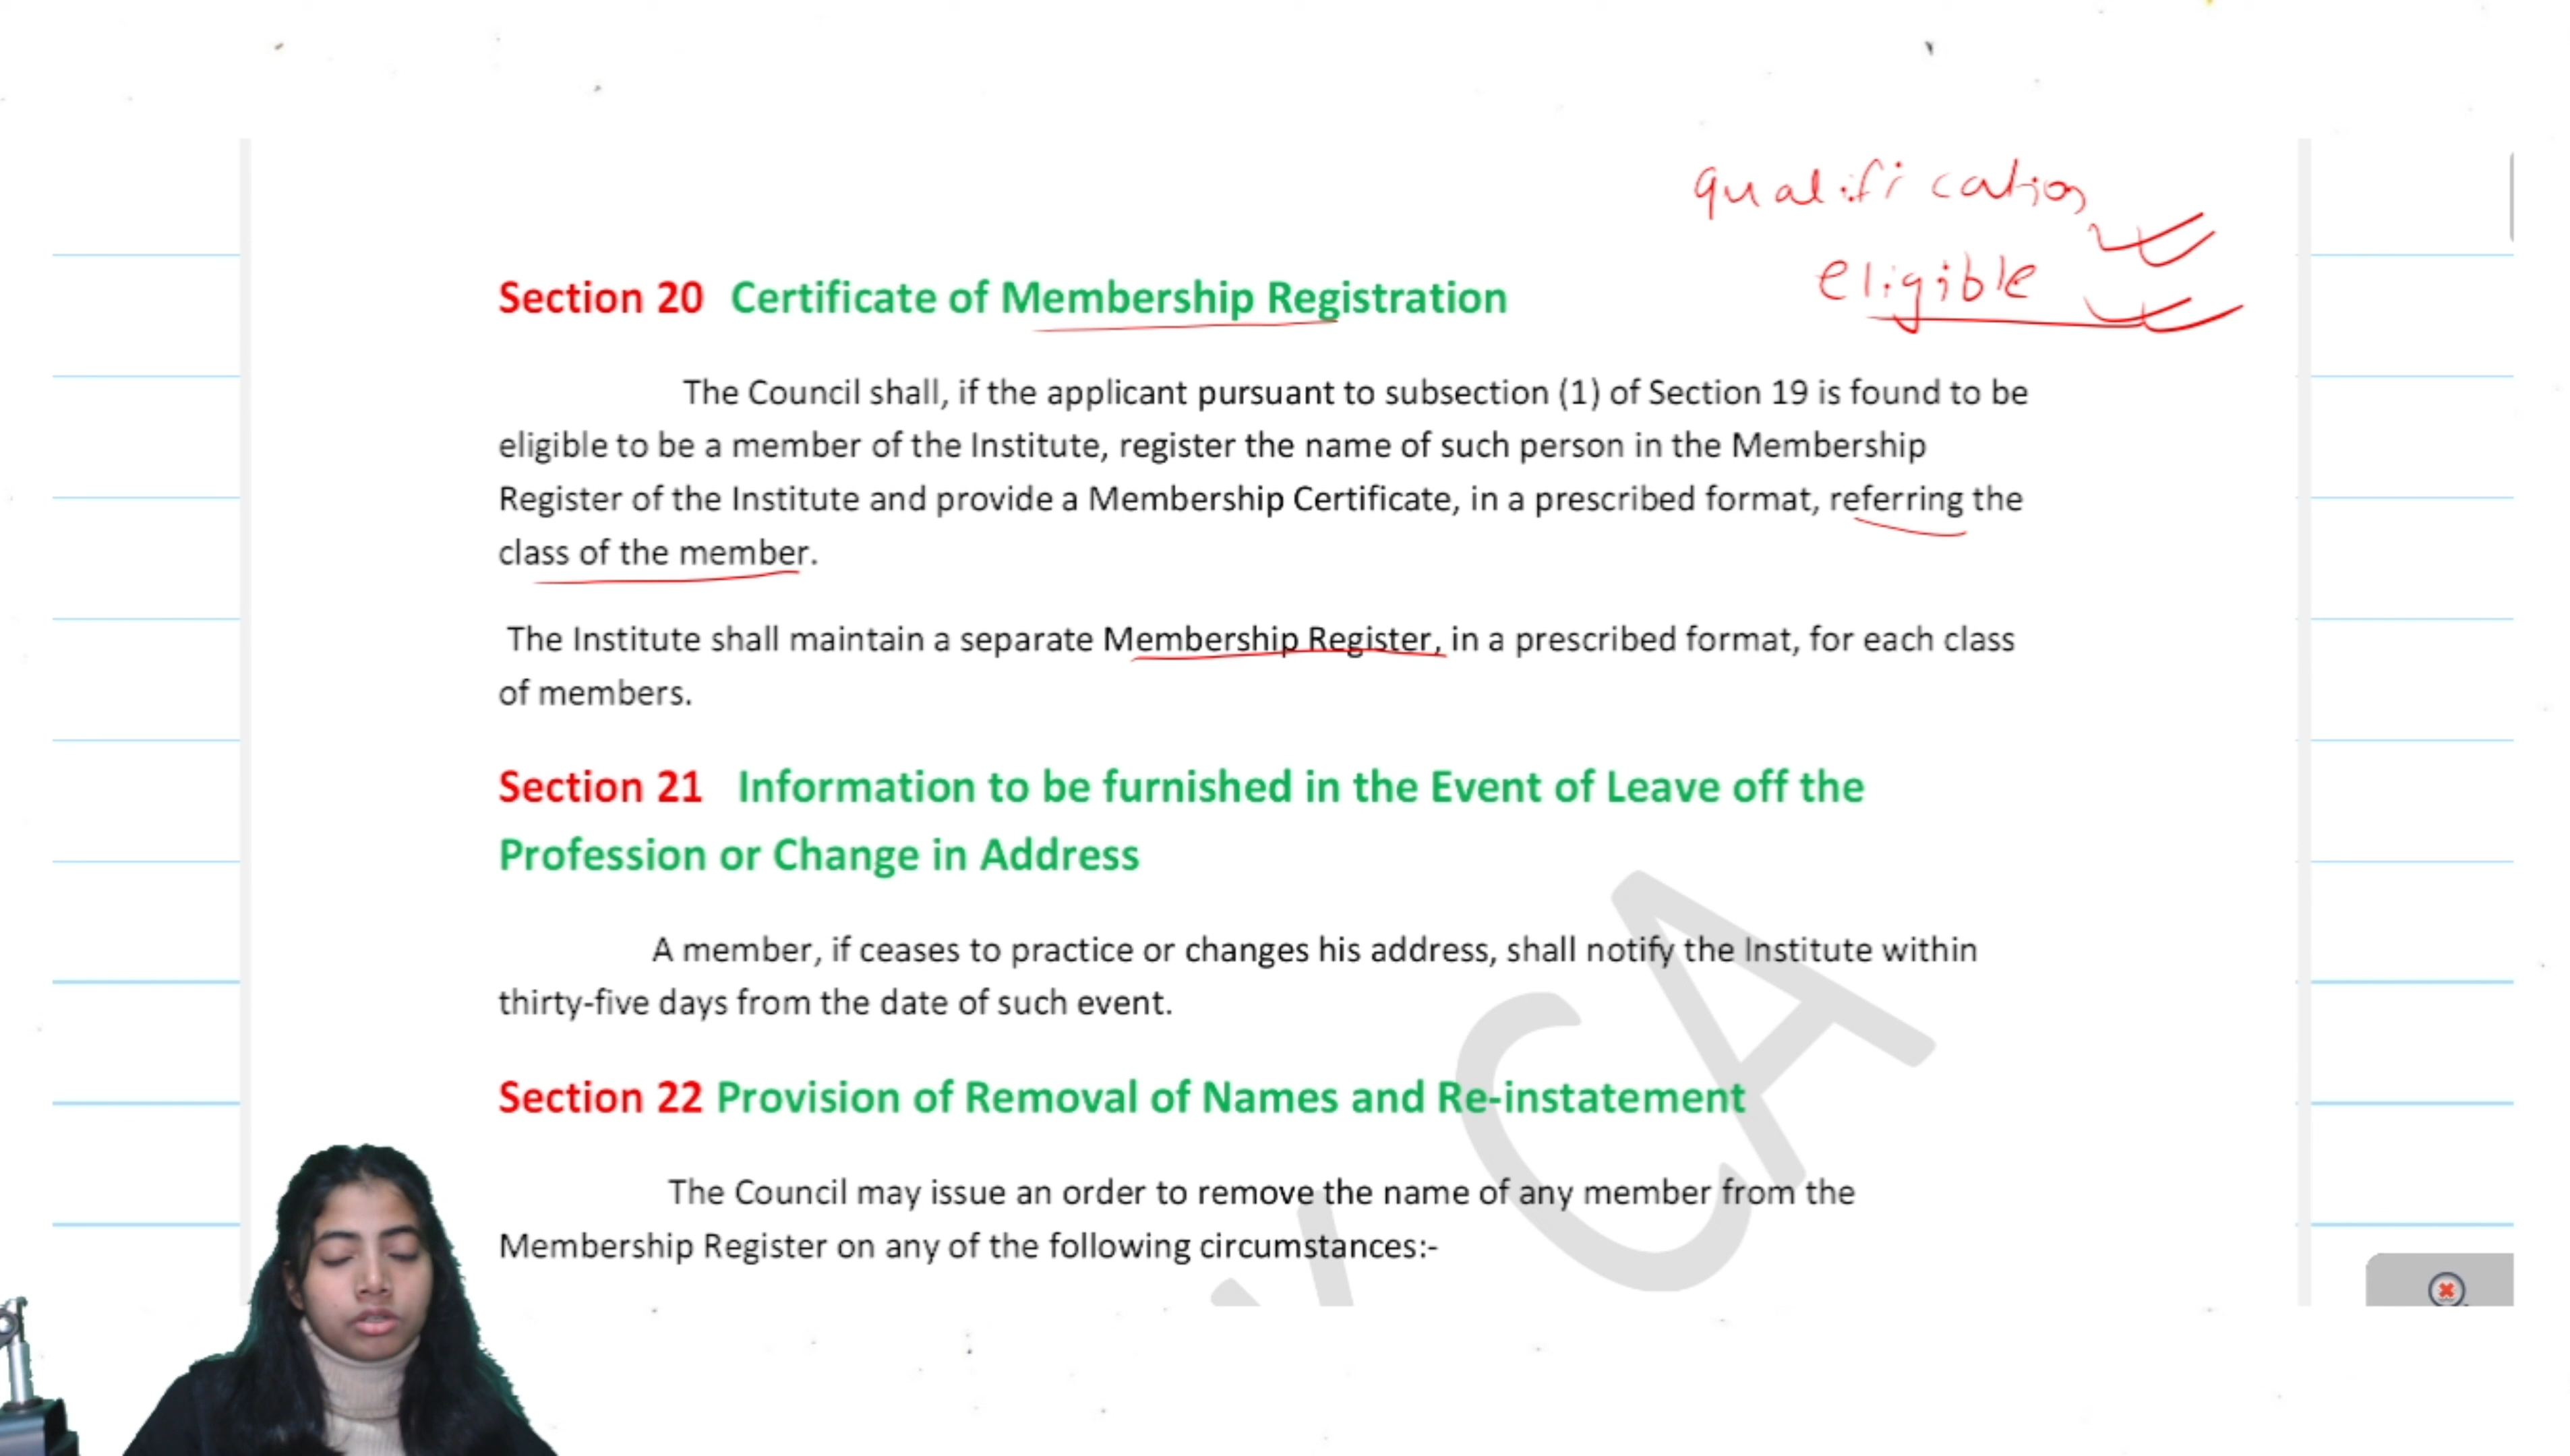 qualification
eligible
Section 20 Certificate of Membership Registration
The Council shall, if the applicant pursuant to subsection (1) of Section 19 is found to be
eligible to be a member of the Institute, register the name of such person in the Membership
Register of the Institute and provide a Membership Certificate, in a prescribed format, referring the
class of the member.
The Institute shall maintain a separate Membership Register, in a prescribed format, for each class
of members.
Section 21 Information to be furnished in the Event of Leave off the
Profession or Change in Address
A member, if ceases to practice or changes his address, shall notify the Institute within
thirty-five days from the date of such event.
Section 22 Provision of Removal of Names and Re-instatement
The Council may issue an order to remove the name of any member from the
Membership Register on any of the following circumstances:-
CA